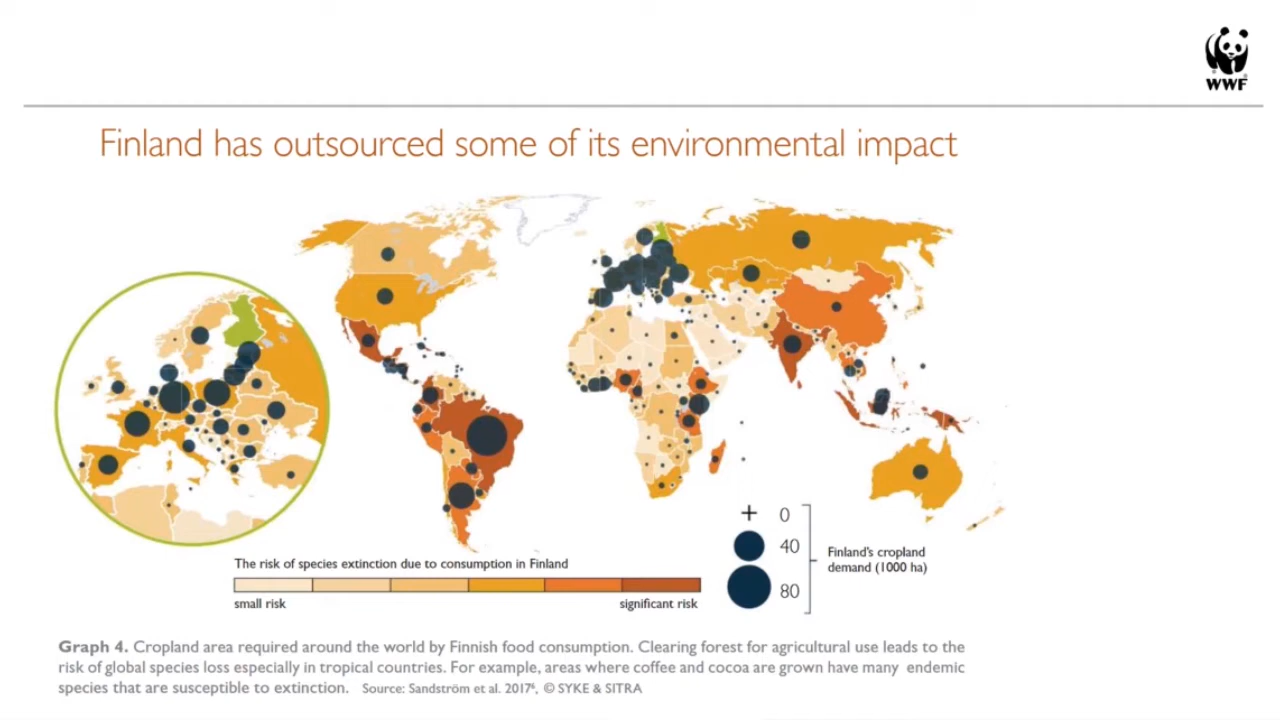 WWF
Finland has outsourced some of its environmental impact
+ 0
40
80
Finland's cropland
demand (1000 ha)
The risk of species extinction due to consumption in Finland
small risk
significant risk
Graph 4. Cropland area required around the world by Finnish food consumption. Clearing forest for agricultural use leads to the
risk of global species loss especially in tropical countries. For example, areas where coffee and cocoa are grown have many endemic
species that are susceptible to extinction. Source: Sandström et al. 2017⁶, © SYKE & SITRA